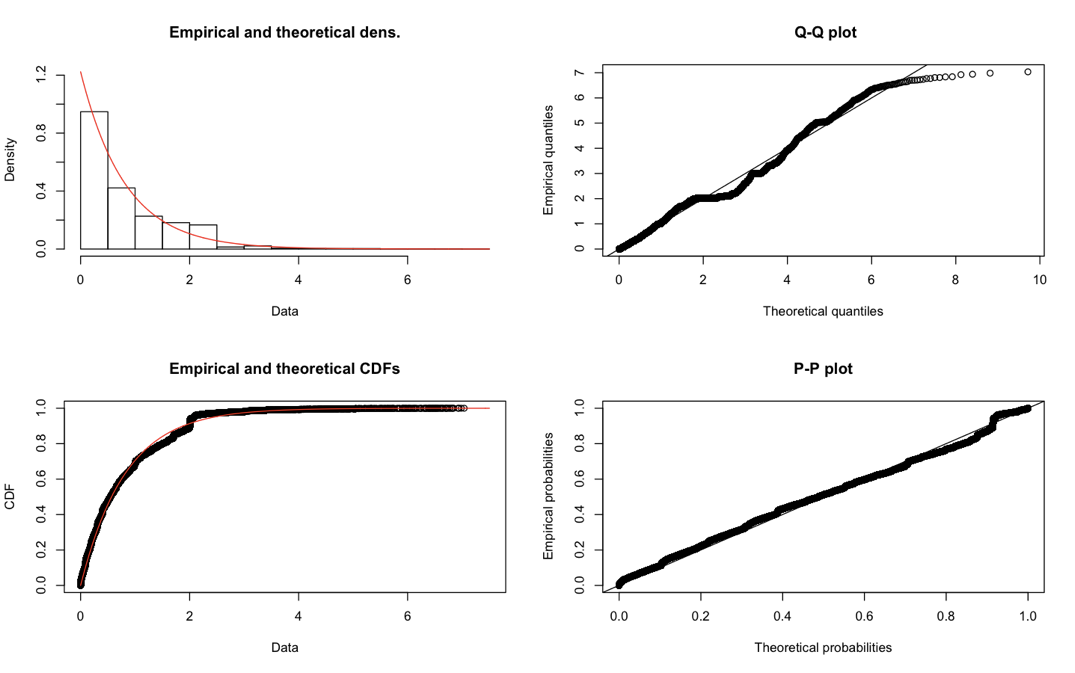 Empirical and theoretical dens.
Density
0.0 0.4 0.8 1.2
0 2 4 6
Data
Q-Q plot
Empirical quantiles
0 1 2 3 4 5 6 7
0 2 4 6 8 10
Theoretical quantiles
Empirical and theoretical CDFs
CDF
0.0 0.2 0.4 0.6 0.8 1.0
0 2 4 6
Data
P-P plot
Empirical probabilities
0.0 0.2 0.4 0.6 0.8 1.0
0.0 0.2 0.4 0.6 0.8 1.0
Theoretical probabilities